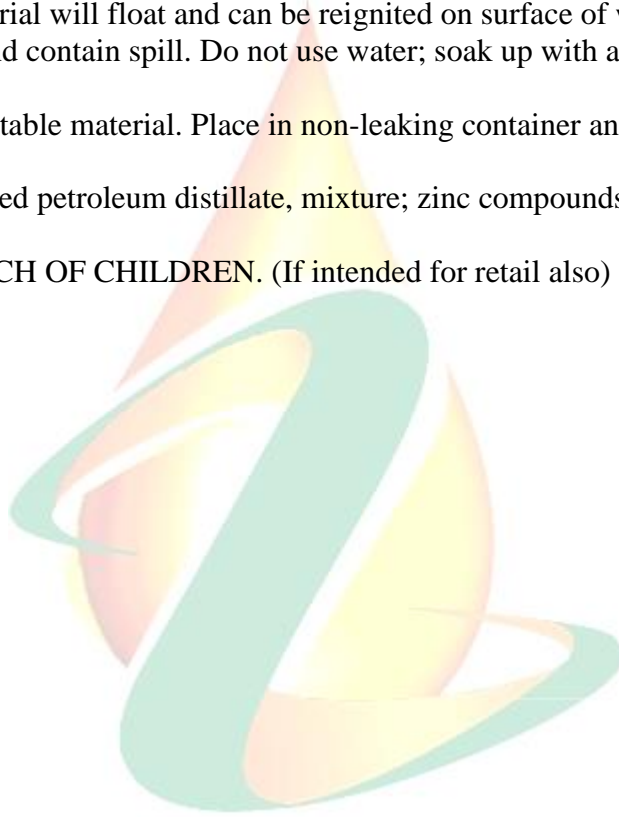 rial will float and can be reignited on surface of
nd contain spill. Do not use water; soak up with a
table material. Place in non-leaking container an
ed petroleum distillate, mixture; zinc compounds
CH OF CHILDREN. (If intended for retail also)